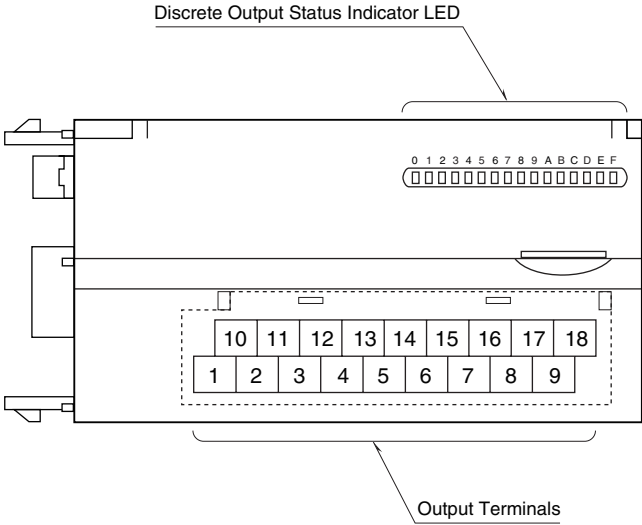 Discrete Output Status Indicator LED
0 1 2 3 4 5 6 7 8 9 A B C D E F
10 11 12 13 14 15 16 17 18
1 2 3 4 5 6 7 8 9
Output Terminals